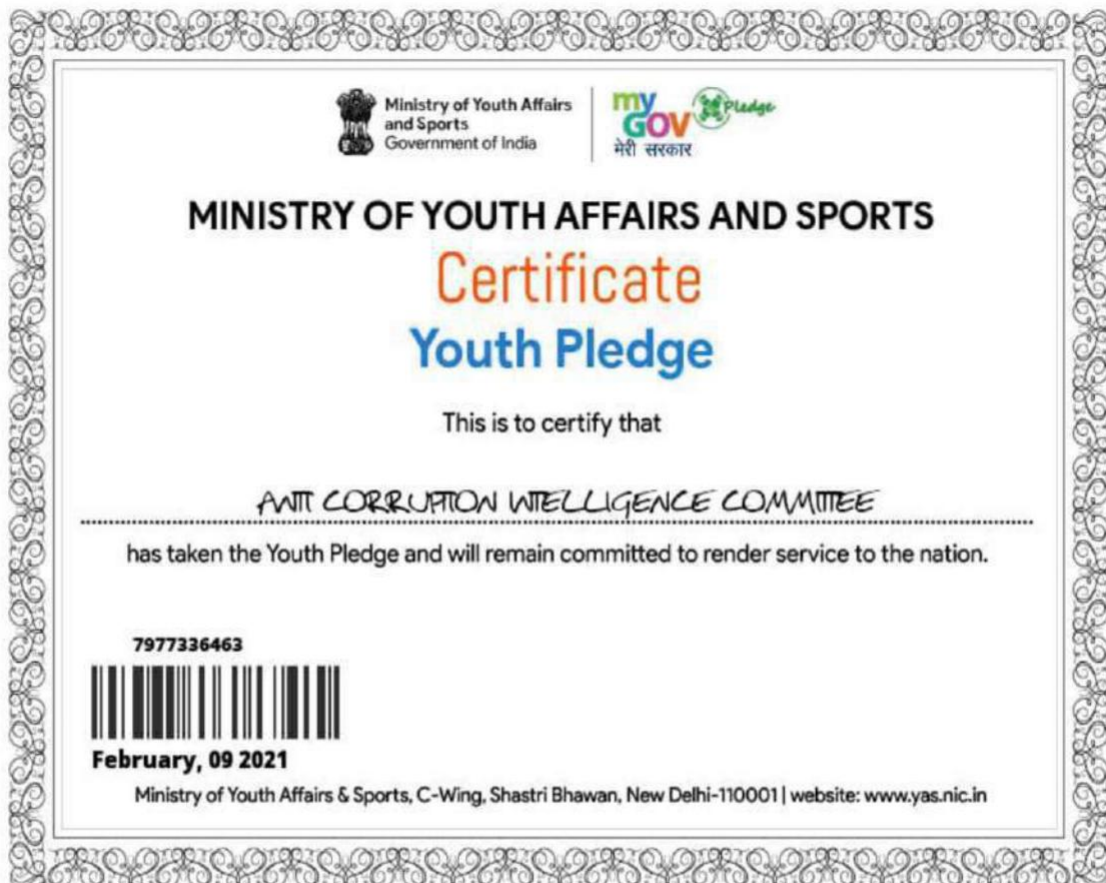 Ministry of Youth Affairs
and Sports
Government of India
my
GOV
मेरी सरकार
Pledge
MINISTRY OF YOUTH AFFAIRS AND SPORTS
Certificate
Youth Pledge
This is to certify that
ANTI CORRUPTION INTELLIGENCE COMMITTEE
has taken the Youth Pledge and will remain committed to render service to the nation.
7977336463
February, 09 2021
Ministry of Youth Affairs & Sports, C-Wing, Shastri Bhawan, New Delhi-110001 | website: www.yas.nic.in